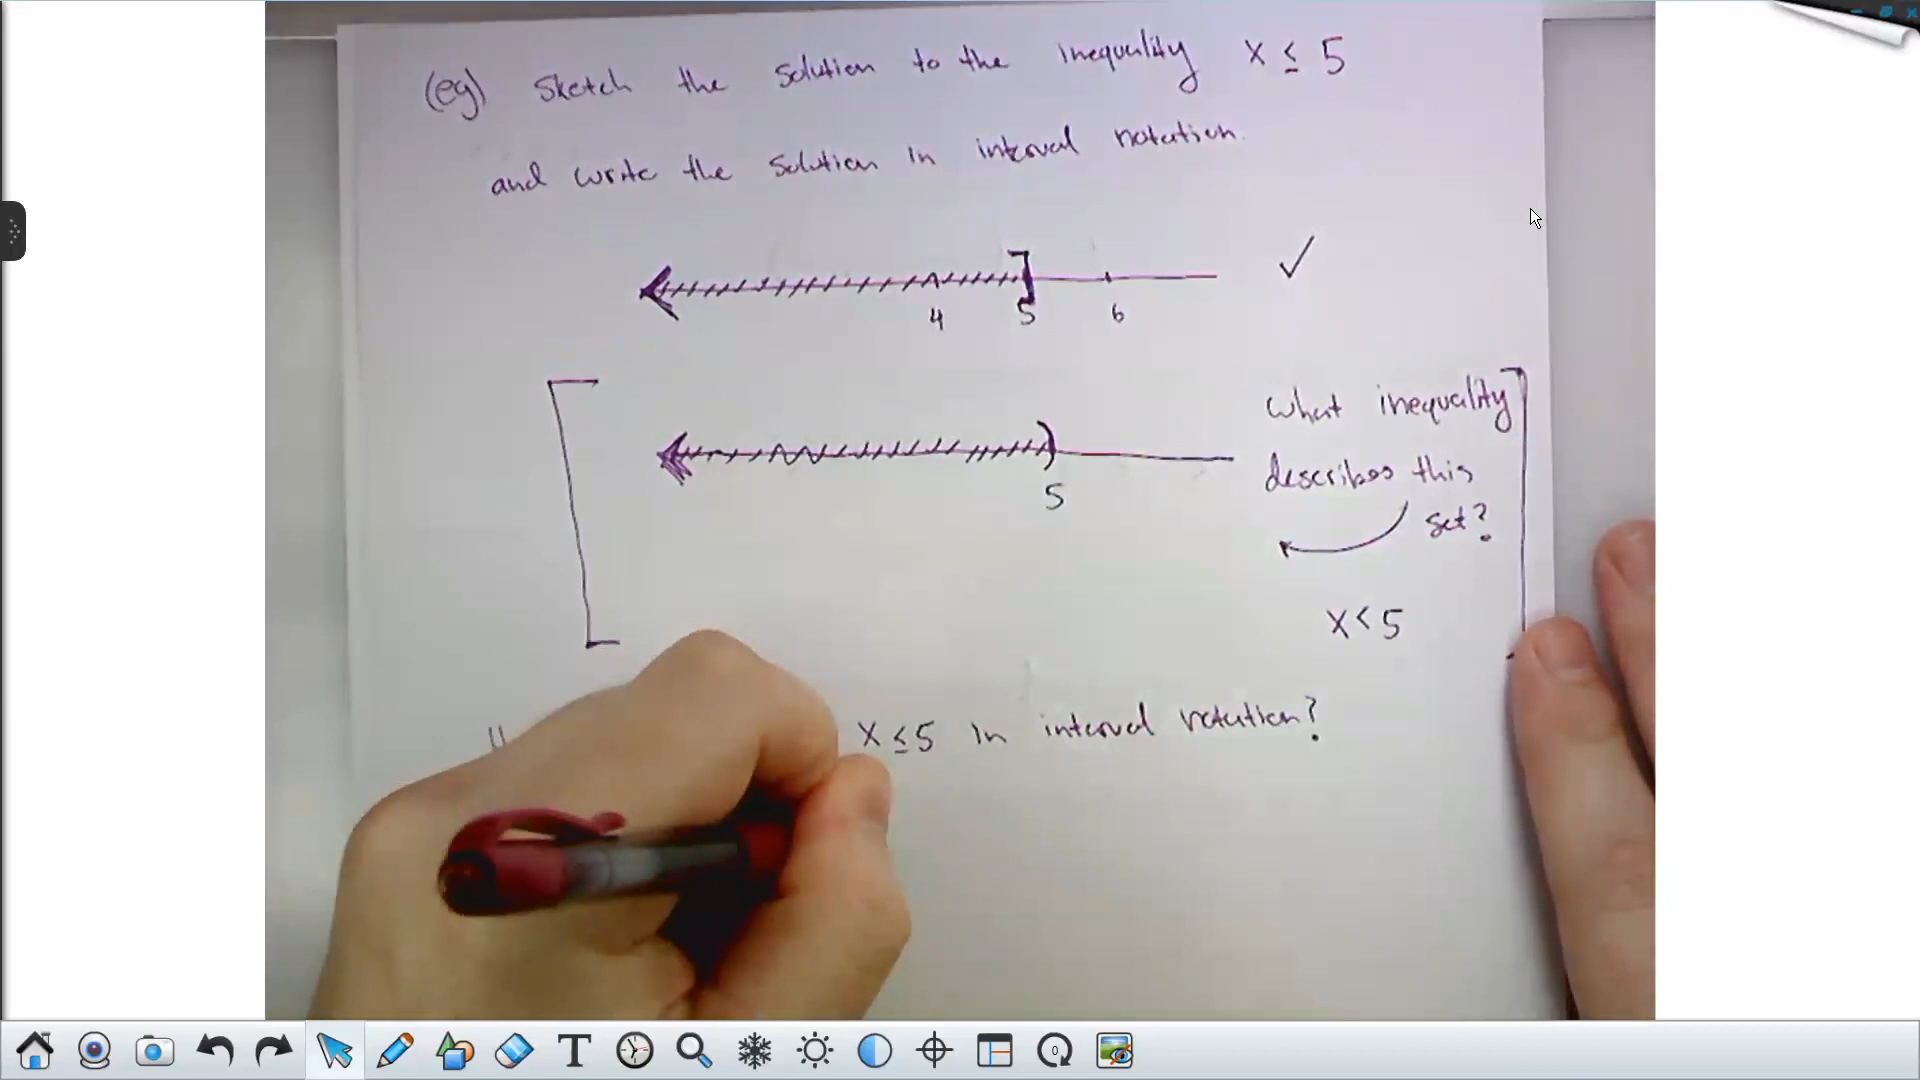 (eg) Sketch the solution to the inequality x ≤ 5
and write the solution in interval notation.
4 5 6
What inequality
describes this
set?
5
x < 5
x ≤ 5 in interval notation?
T
0